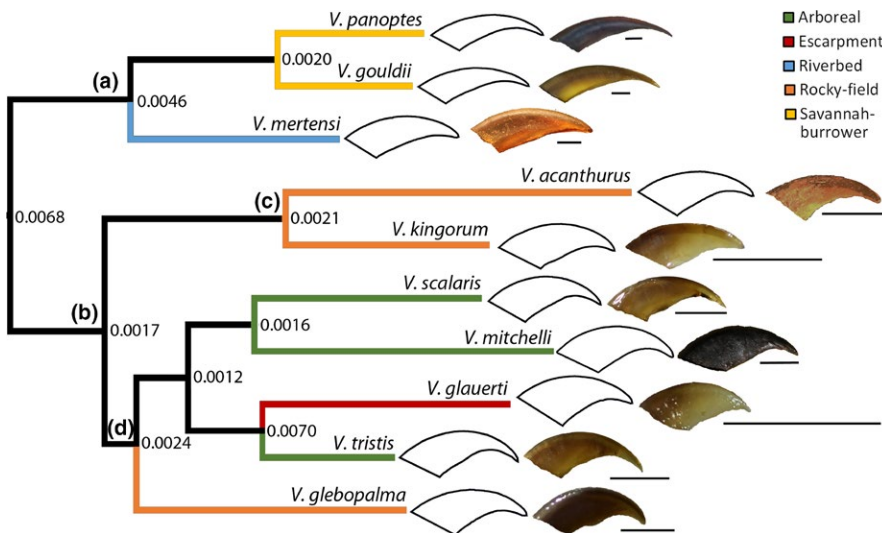 V. panoptes
Arboreal
Escarpment
Riverbed
Rocky-field
Savannah-
burrower
0.0020
(a)
V. gouldii
0.0046
V. mertensi
V. acanthurus
(c)
0.0068
0.0021
V. kingorum
V. scalaris
(b)
0.0017
0.0016
V. mitchelli
0.0012
V. glauerti
(d)
0.0024
0.0070
V. tristis
V. glebopalma